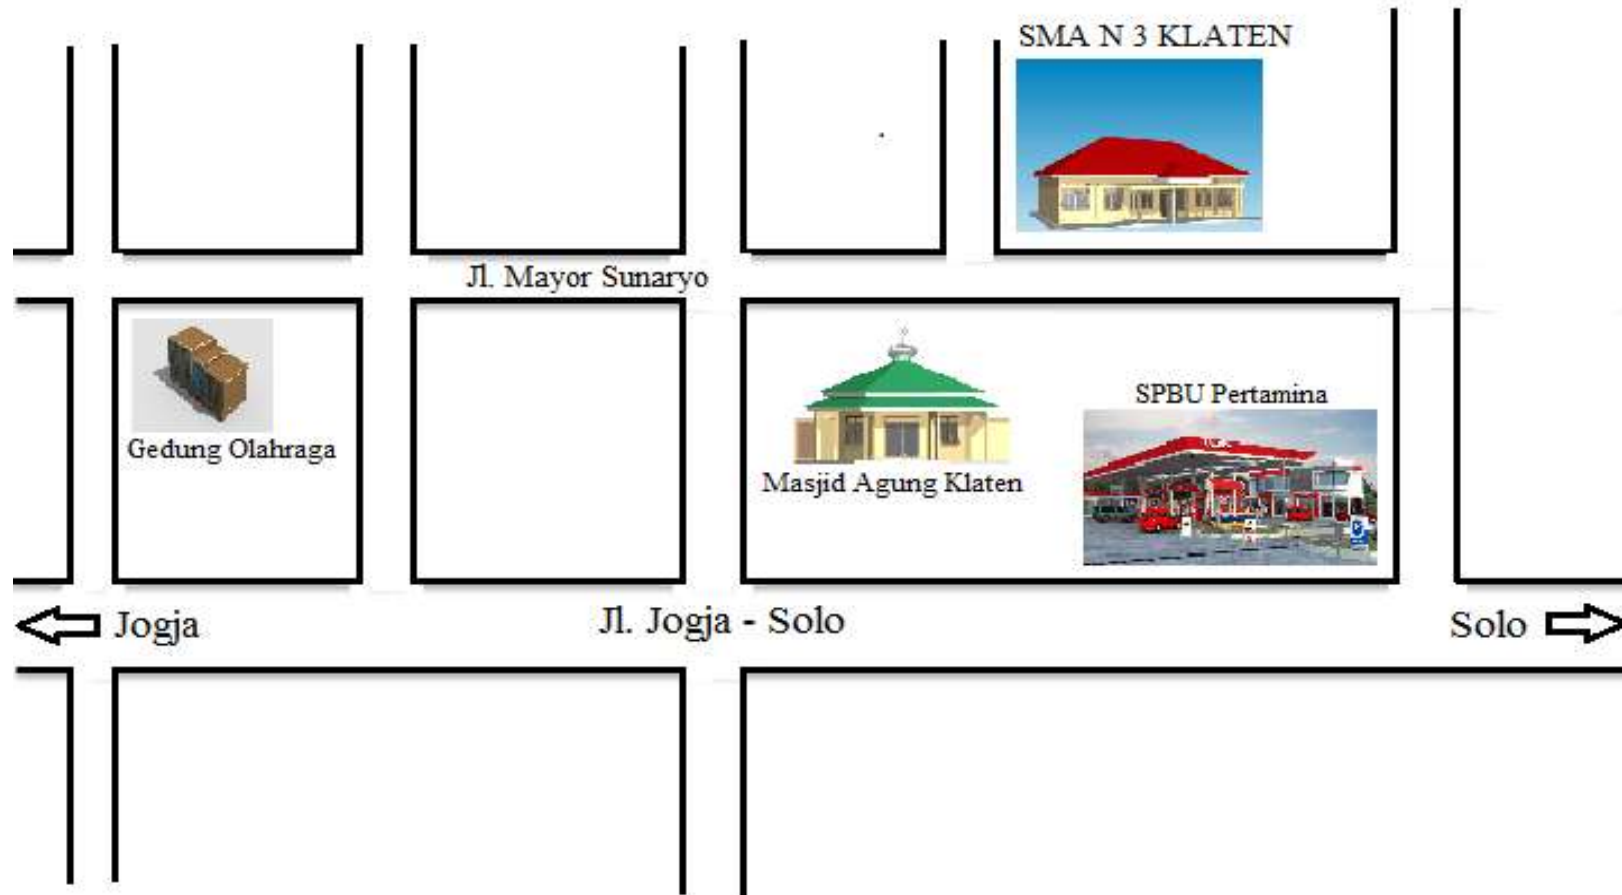 SMA N 3 KLATEN
Jl. Mayor Sunaryo
SPBU Pertamina
Gedung Olahraga
Masjid Agung Klaten
Jogja
Jl. Jogja - Solo
Solo